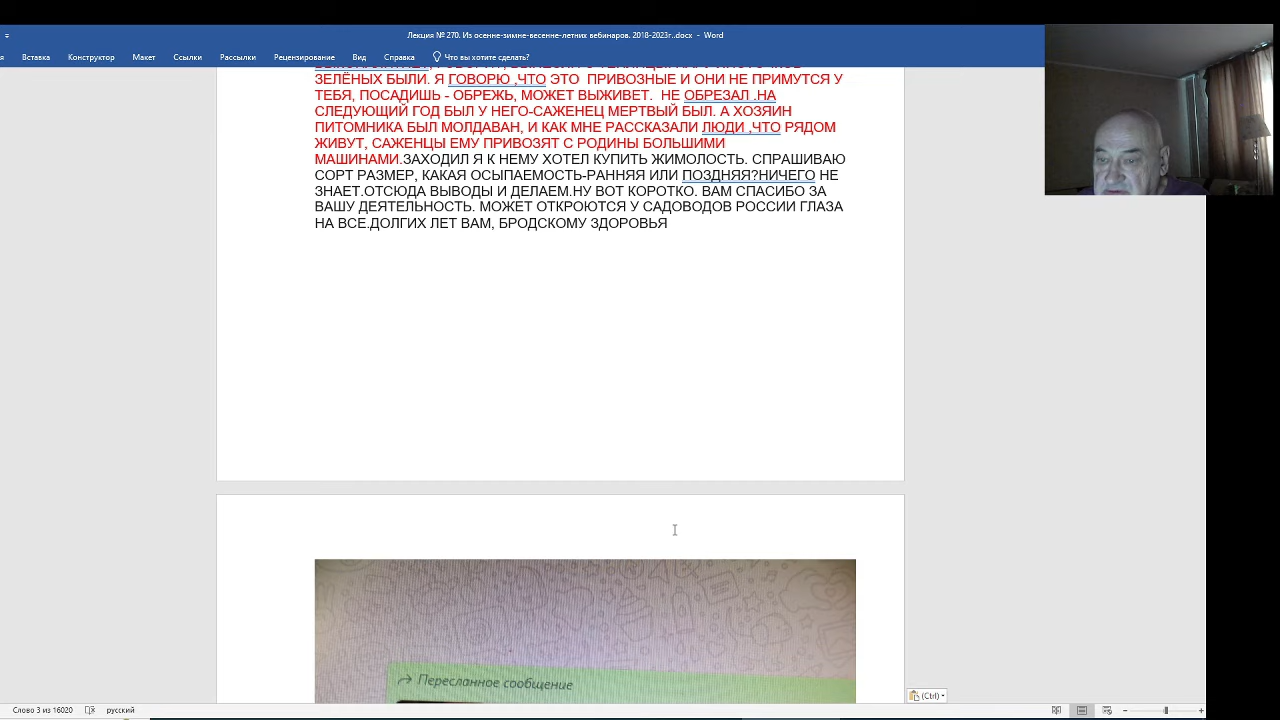 Лекция № 270. Из осенне-зимне-весенне-летних вебинаров. 2018-2023г..docx - Word
Вставка Конструктор Макет Ссылки Рассылки Рецензирование Вид Справка Что вы хотите сделать?
ЗЕЛЁНЫХ БЫЛИ. Я ГОВОРЮ ,ЧТО ЭТО ПРИВОЗНЫЕ И ОНИ НЕ ПРИМУТСЯ У
ТЕБЯ, ПОСАДИШЬ - ОБРЕЖЬ, МОЖЕТ ВЫЖИВЕТ. НЕ ОБРЕЗАЛ .НА
СЛЕДУЮЩИЙ ГОД БЫЛ У НЕГО-САЖЕНЕЦ МЕРТВЫЙ БЫЛ. А ХОЗЯИН
ПИТОМНИКА БЫЛ МОЛДАВАН, И КАК МНЕ РАССКАЗАЛИ ЛЮДИ ,ЧТО РЯДОМ
ЖИВУТ, САЖЕНЦЫ ЕМУ ПРИВОЗЯТ С РОДИНЫ БОЛЬШИМИ
МАШИНАМИ.ЗАХОДИЛ Я К НЕМУ ХОТЕЛ КУПИТЬ ЖИМОЛОСТЬ. СПРАШИВАЮ
СОРТ РАЗМЕР, КАКАЯ ОСЫПАЕМОСТЬ-РАННЯЯ ИЛИ ПОЗДНЯЯ?НИЧЕГО НЕ
ЗНАЕТ.ОТСЮДА ВЫВОДЫ И ДЕЛАЕМ.НУ ВОТ КОРОТКО. ВАМ СПАСИБО ЗА
ВАШУ ДЕЯТЕЛЬНОСТЬ. МОЖЕТ ОТКРОЮТСЯ У САДОВОДОВ РОССИИ ГЛАЗА
НА ВСЕ.ДОЛГИХ ЛЕТ ВАМ, БРОДСКОМУ ЗДОРОВЬЯ
Пересланное сообщение
(Ctrl)
Слово 3 из 16020 русский